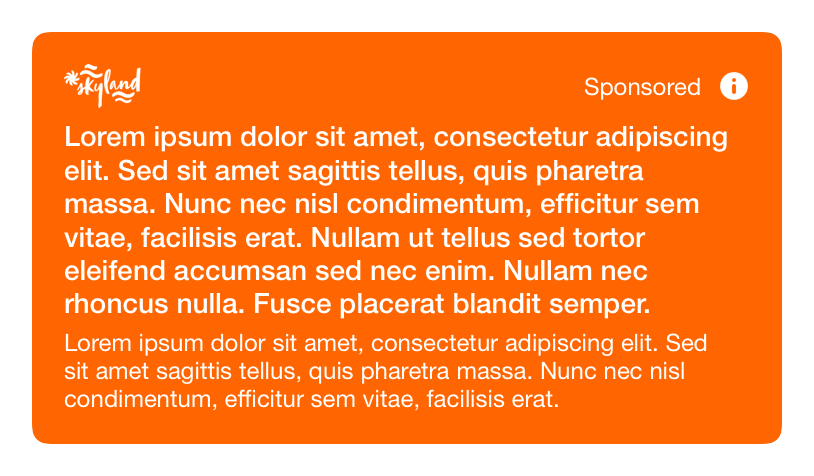 skyland
Sponsored
Lorem ipsum dolor sit amet, consectetur adipiscing
elit. Sed sit amet sagittis tellus, quis pharetra
massa. Nunc nec nisl condimentum, efficitur sem
vitae, facilisis erat. Nullam ut tellus sed tortor
eleifend accumsan sed nec enim. Nullam nec
rhoncus nulla. Fusce placerat blandit semper.
Lorem ipsum dolor sit amet, consectetur adipiscing elit. Sed
sit amet sagittis tellus, quis pharetra massa. Nunc nec nisl
condimentum, efficitur sem vitae, facilisis erat.